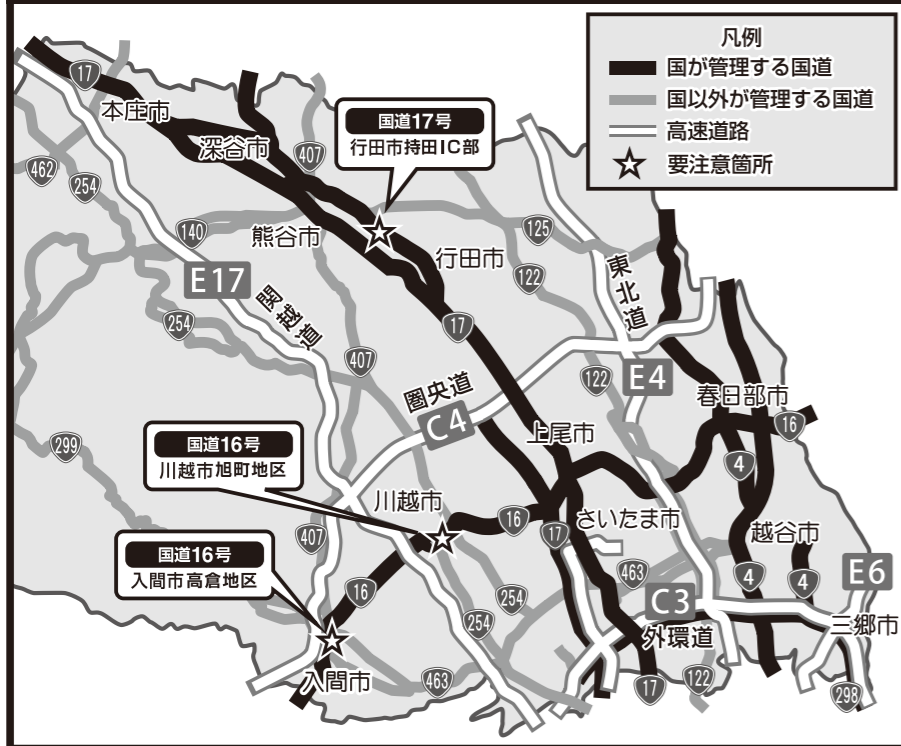 凡例
国が管理する国道
国以外が管理する国道
高速道路
要注意箇所
17
本庄市
深谷市
407
国道17号
行田市持田IC部
462
254
140
熊谷市
行田市
125
122
東北道
E17
関越道
254
17
407
圏央道
C4
122
E4
春日部市
16
299
国道16号
川越市旭町地区
上尾市
4
川越市
16
17
さいたま市
越谷市
407
国道16号
入間市高倉地区
16
254
463
C3
4
4
E6
254
外環道
三郷市
入間市
463
17
122
298